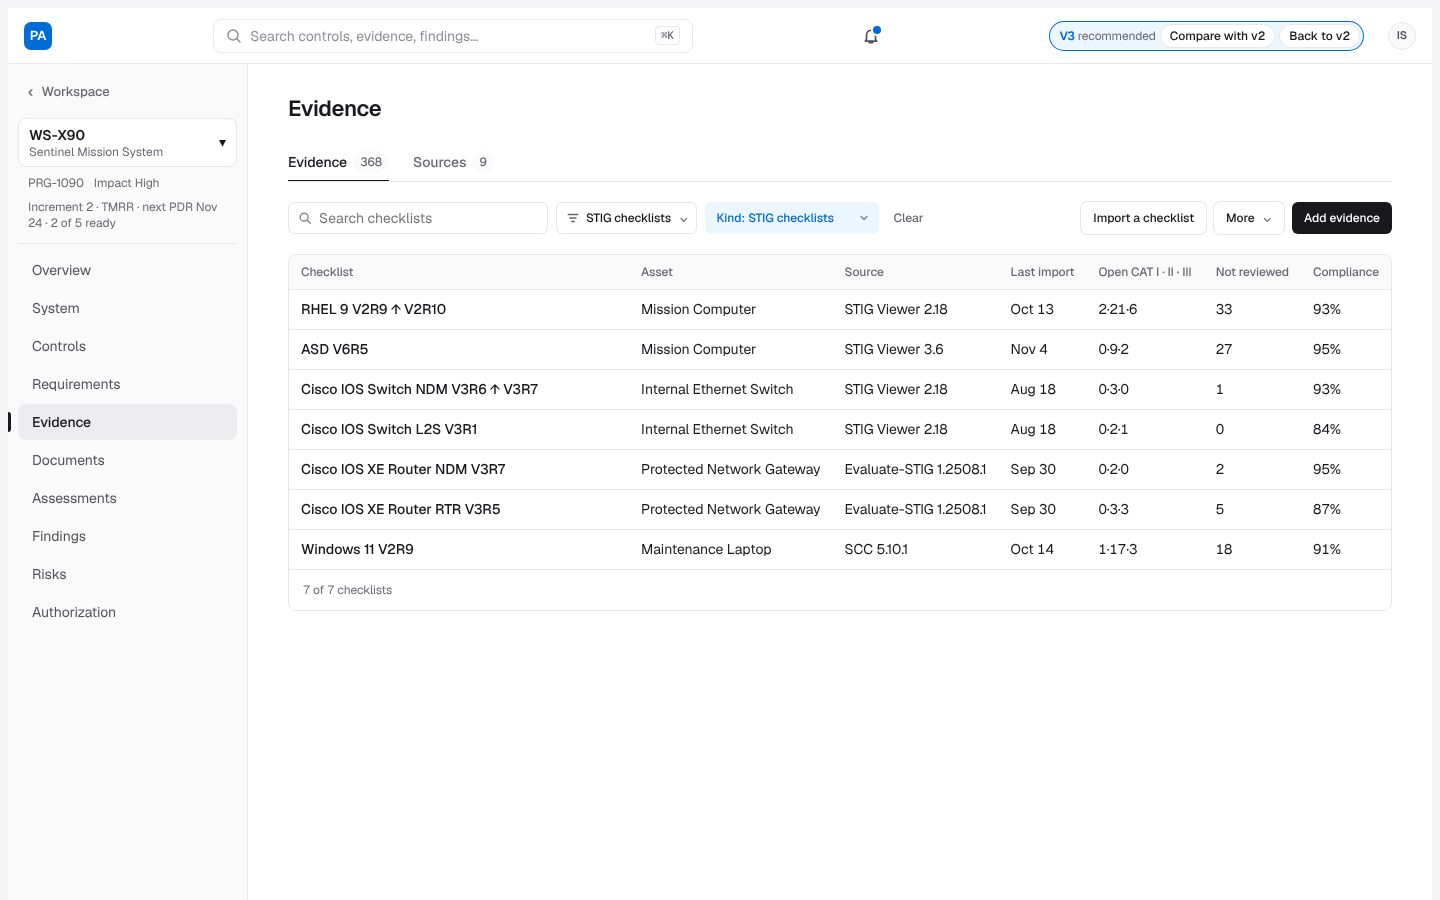 PA
Search controls, evidence, findings...
⌘K
V3 recommended
Compare with v2
Back to v2
IS
‹ Workspace
WS-X90
Sentinel Mission System
PRG-1090 Impact High
Increment 2 · TMRR · next PDR Nov
24 · 2 of 5 ready
Overview
System
Controls
Requirements
Evidence
Documents
Assessments
Findings
Risks
Authorization
Evidence
Evidence 368
Sources 9
Search checklists
STIG checklists
Kind: STIG checklists
Clear
Import a checklist
More
Add evidence
Checklist Asset Source Last import Open CAT I · II · III Not reviewed Compliance
RHEL 9 V2R9 ↑ V2R10 Mission Computer STIG Viewer 2.18 Oct 13 2·21·6 33 93%
ASD V6R5 Mission Computer STIG Viewer 3.6 Nov 4 0·9·2 27 95%
Cisco IOS Switch NDM V3R6 ↑ V3R7 Internal Ethernet Switch STIG Viewer 2.18 Aug 18 0·3·0 1 93%
Cisco IOS Switch L2S V3R1 Internal Ethernet Switch STIG Viewer 2.18 Aug 18 0·2·1 0 84%
Cisco IOS XE Router NDM V3R7 Protected Network Gateway Evaluate-STIG 1.2508.1 Sep 30 0·2·0 2 95%
Cisco IOS XE Router RTR V3R5 Protected Network Gateway Evaluate-STIG 1.2508.1 Sep 30 0·3·3 5 87%
Windows 11 V2R9 Maintenance Laptop SCC 5.10.1 Oct 14 1·17·3 18 91%
7 of 7 checklists